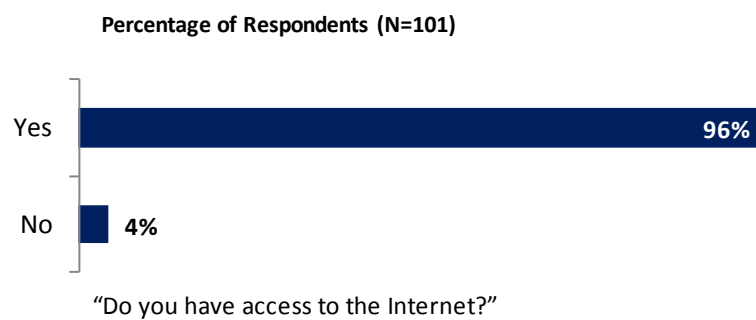 Percentage of Respondents (N=101)
Yes
96%
No
4%
“Do you have access to the Internet?”